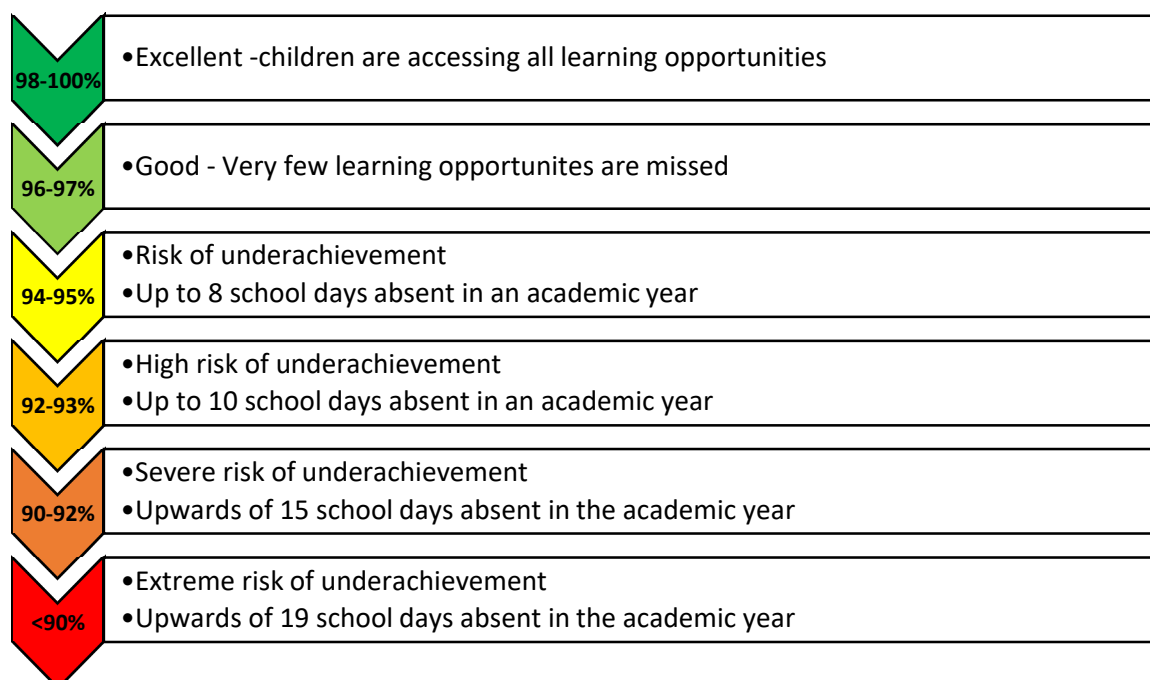 98-100%
•Excellent -children are accessing all learning opportunities
96-97%
•Good - Very few learning opportunites are missed
94-95%
•Risk of underachievement
•Up to 8 school days absent in an academic year
92-93%
•High risk of underachievement
•Up to 10 school days absent in an academic year
90-92%
•Severe risk of underachievement
•Upwards of 15 school days absent in the academic year
<90%
•Extreme risk of underachievement
•Upwards of 19 school days absent in the academic year